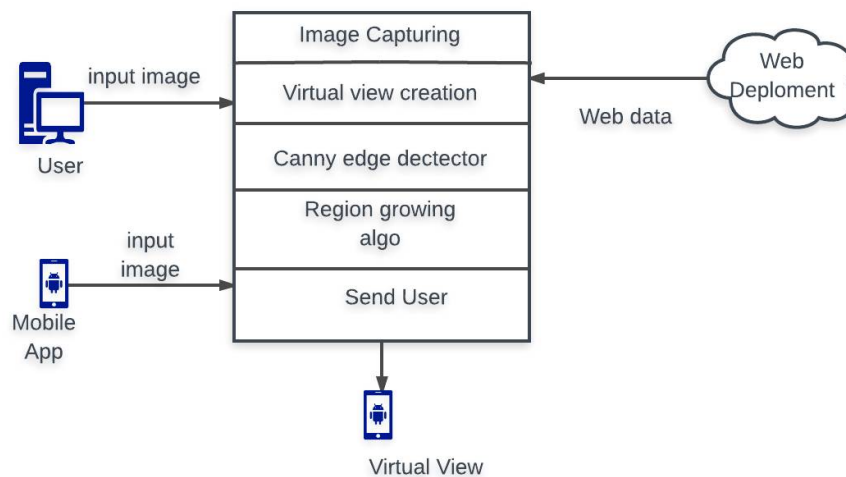 Image Capturing
input image
Virtual view creation
Web
Deploment
Web data
User
Canny edge dectector
Region growing
algo
input
image
Send User
Mobile
App
Virtual View